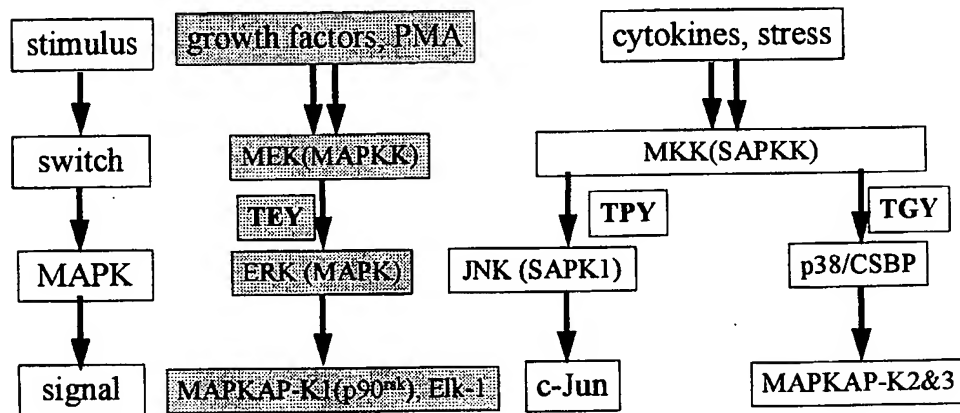 stimulus
growth factors, PMA
cytokines, stress
switch
MEK(MAPKK)
MKK(SAPKK)
TEY
TPY
TGY
MAPK
ERK (MAPK)
JNK (SAPK1)
p38/CSBP
signal
MAPKAP-K1(p90rsk), Elk-1
c-Jun
MAPKAP-K2&3